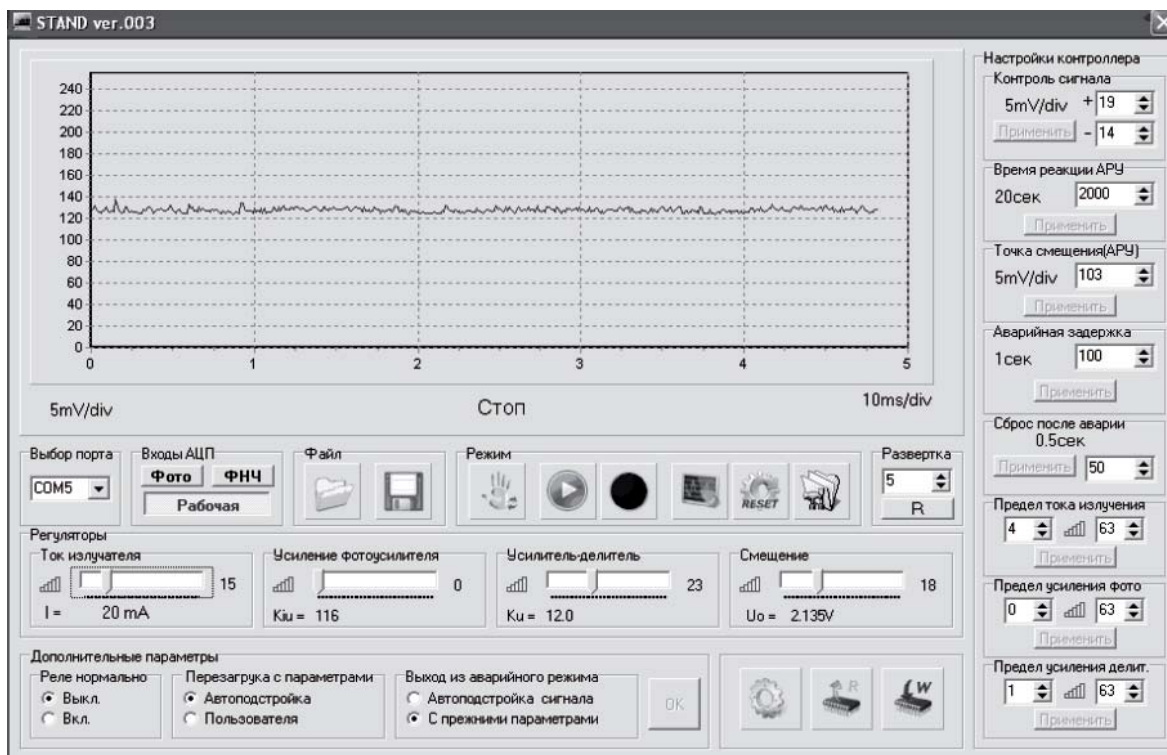 STAND ver.003
240
220
200
180
160
140
120
100
80
60
40
20
0
0 1 2 3 4 5
5mV/div Стоп 10ms/div
Выбор порта
COM5
Входы АЦП
Фото ФНЧ
Рабочая
Файл
Режим
RESET
Развертка
5
R
Регуляторы
Ток излучателя
15
I = 20 mA
Усиление фотоусилителя
0
Kiu = 116
Усилитель-делитель
23
Ku = 12.0
Смещение
18
Uo = 2.135V
Дополнительные параметры
Реле нормально
Выкл.
Вкл.
Перезагрука с параметрами
Автоподстройка
Пользователя
Выход из аварийного режима
Автоподстройка сигнала
С прежними параметрами
OK
R
W
Настройки контроллера
Контроль сигнала
5mV/div + 19
Применить - 14
Время реакции АРУ
20сек 2000
Применить
Точка смещения(АРУ)
5mV/div 103
Применить
Аварийная задержка
1сек 100
Применить
Сброс после аварии
0.5сек
Применить 50
Предел тока излучения
4 63
Применить
Предел усиления фото
0 63
Применить
Предел усиления делит.
1 63
Применить